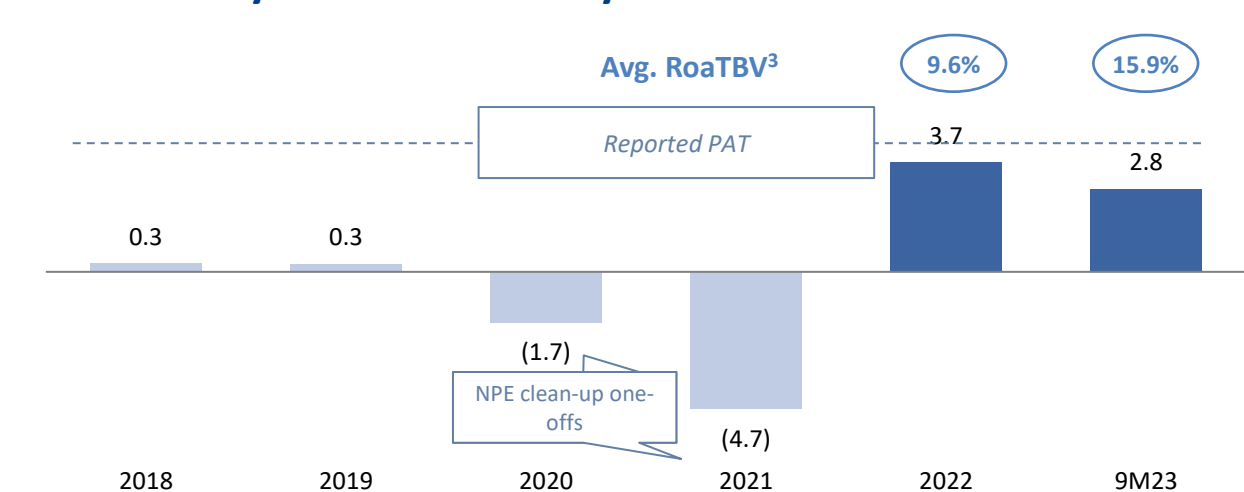 Avg. RoaTBV3
9.6%
15.9%
Reported PAT
3.7
2.8
0.3
0.3
(1.7)
NPE clean-up one-
offs
(4.7)
2018
2019
2020
2021
2022
9M23